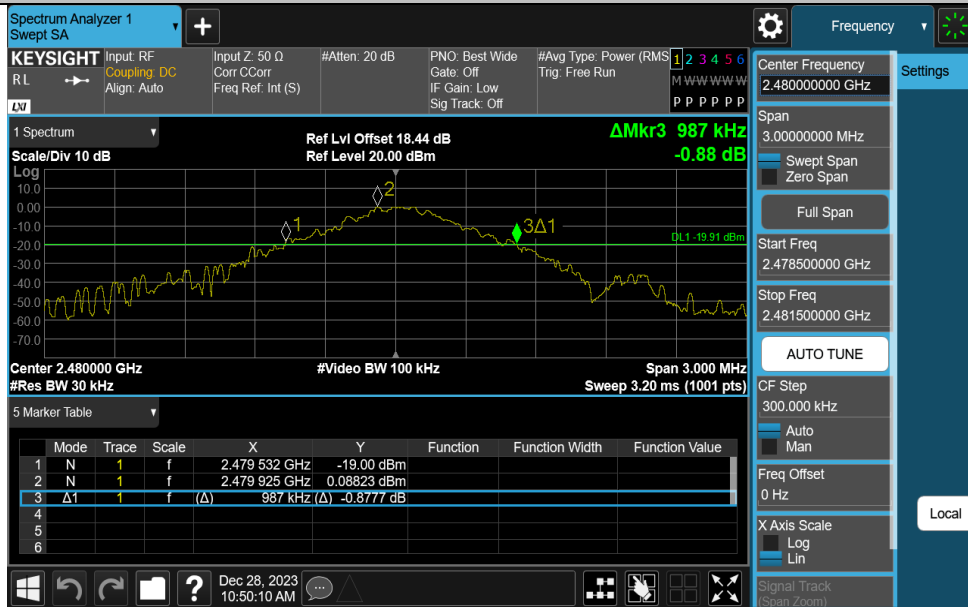 Spectrum Analyzer 1
Swept SA
+
Frequency
KEYSIGHT
RL
LXI
Input: RF
Coupling: DC
Align: Auto
Input Z: 50 Ω
Corr CCorr
Freq Ref: Int (S)
#Atten: 20 dB
PNO: Best Wide
Gate: Off
IF Gain: Low
Sig Track: Off
#Avg Type: Power (RMS
Trig: Free Run
1 2 3 4 5 6
M W W W W W
P P P P P P
1 Spectrum
Scale/Div 10 dB
Log
Ref Lvl Offset 18.44 dB
Ref Level 20.00 dBm
ΔMkr3 987 kHz
-0.88 dB
10.0
0.00
-10.0
-20.0
-30.0
-40.0
-50.0
-60.0
-70.0
1
2
3Δ1
DL1 -19.91 dBm
Center 2.480000 GHz
#Res BW 30 kHz
#Video BW 100 kHz
Span 3.000 MHz
Sweep 3.20 ms (1001 pts)
5 Marker Table
Mode Trace Scale X Y Function Function Width Function Value
1 N 1 f 2.479 532 GHz -19.00 dBm
2 N 1 f 2.479 925 GHz 0.08823 dBm
3 Δ1 1 f (Δ) 987 kHz (Δ) -0.8777 dB
4
5
6
?
Dec 28, 2023
10:50:10 AM
Center Frequency
2.480000000 GHz
Span
3.00000000 MHz
Swept Span
Zero Span
Full Span
Start Freq
2.478500000 GHz
Stop Freq
2.481500000 GHz
AUTO TUNE
CF Step
300.000 kHz
Auto
Man
Freq Offset
0 Hz
X Axis Scale
Log
Lin
Signal Track
(Span Zoom)
Settings
Local